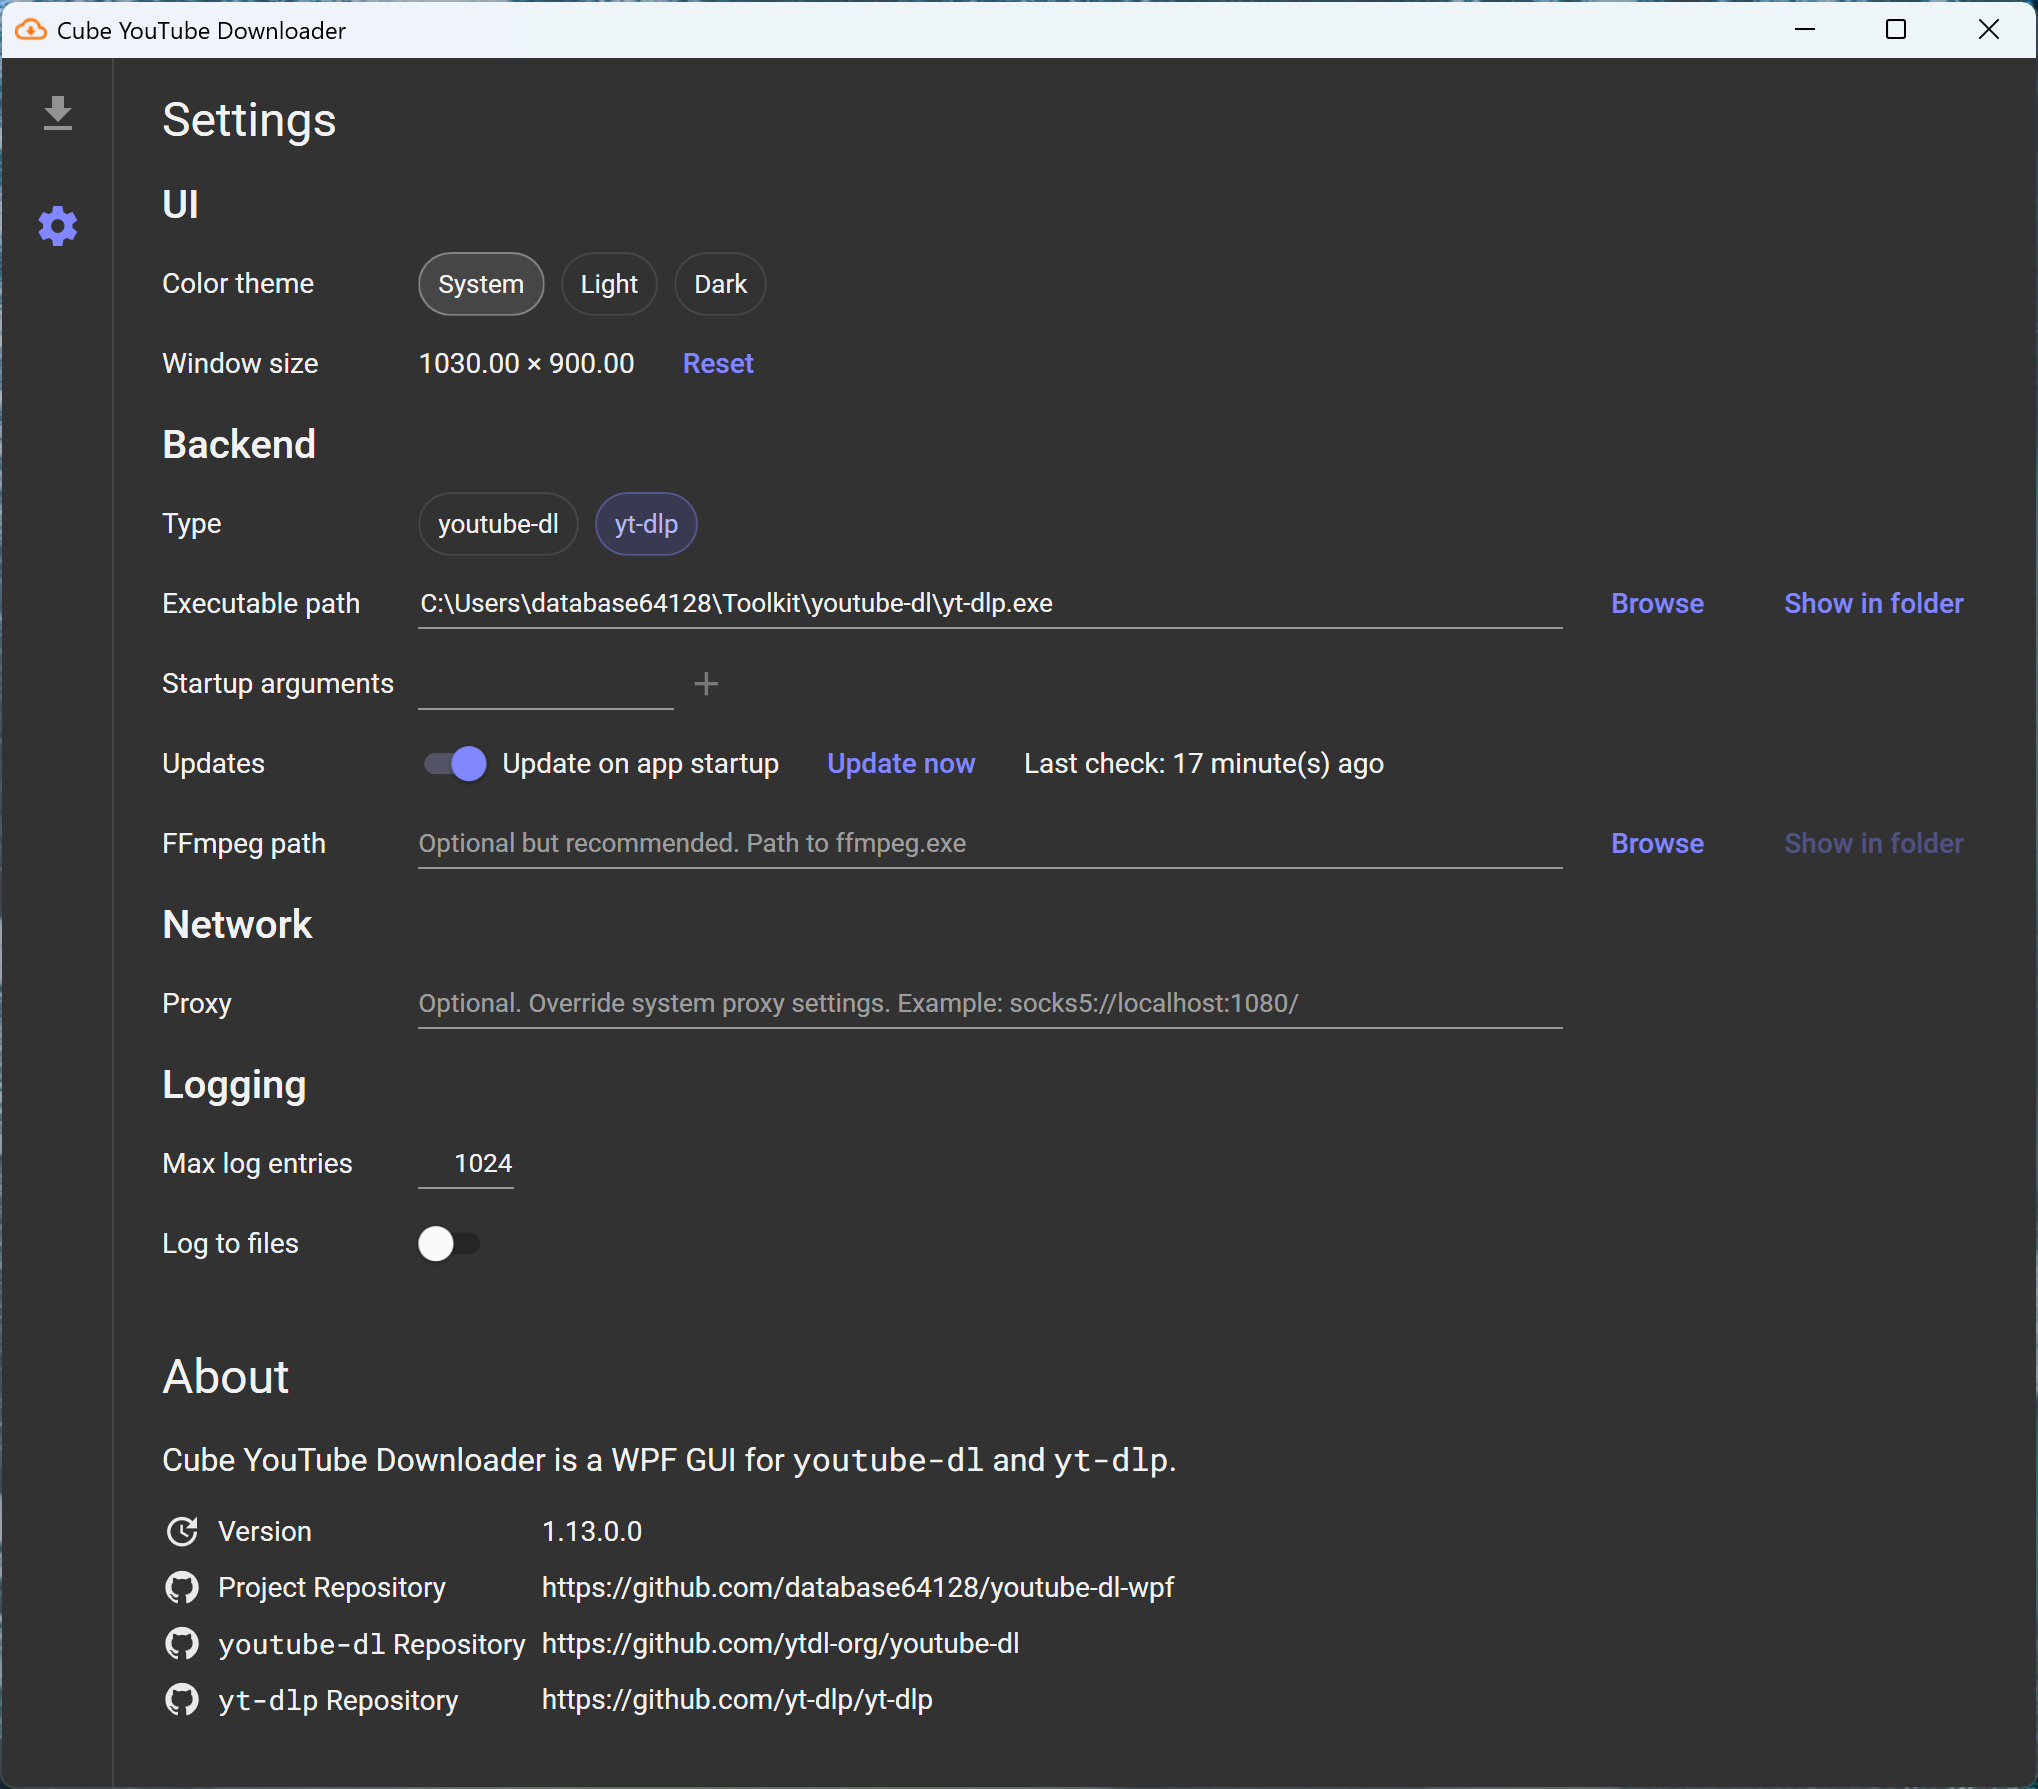 Cube YouTube Downloader
Settings
UI
Color theme System Light Dark
Window size 1030.00 × 900.00 Reset
Backend
Type youtube-dl yt-dlp
Executable path C:\Users\database64128\Toolkit\youtube-dl\yt-dlp.exe Browse Show in folder
Startup arguments
Updates Update on app startup Update now Last check: 17 minute(s) ago
FFmpeg path Optional but recommended. Path to ffmpeg.exe Browse Show in folder
Network
Proxy Optional. Override system proxy settings. Example: socks5://localhost:1080/
Logging
Max log entries 1024
Log to files
About
Cube YouTube Downloader is a WPF GUI for youtube-dl and yt-dlp.
Version 1.13.0.0
Project Repository https://github.com/database64128/youtube-dl-wpf
youtube-dl Repository https://github.com/ytdl-org/youtube-dl
yt-dlp Repository https://github.com/yt-dlp/yt-dlp